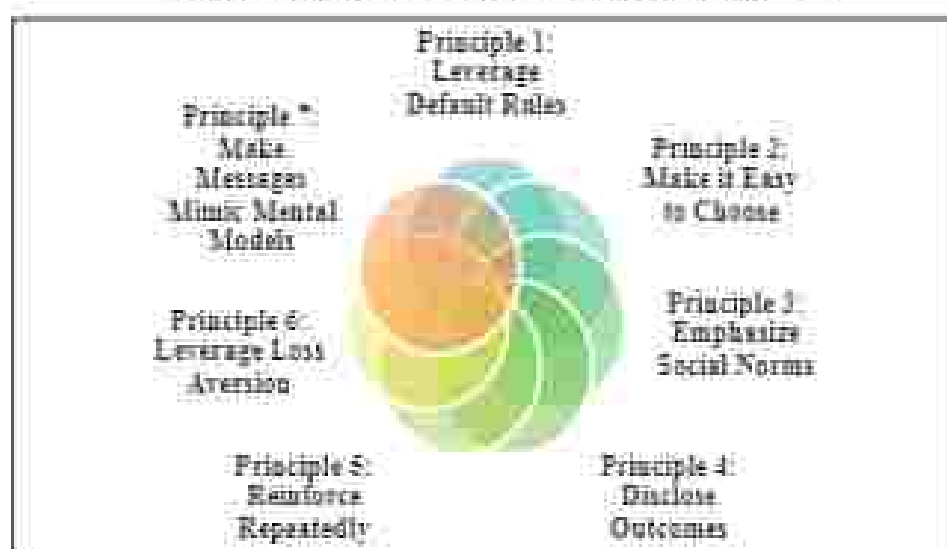 Principle 1:
Leverage
Default Rules
Principle 2:
Make it Easy
to Choose
Principle 3:
Emphasize
Social Norms
Principle 4:
Disclose
Outcomes
Principle 5:
Reinforce
Repeatedly
Principle 6:
Leverage Loss
Aversion
Principle
Make
Messages
Mimic Mental
Models